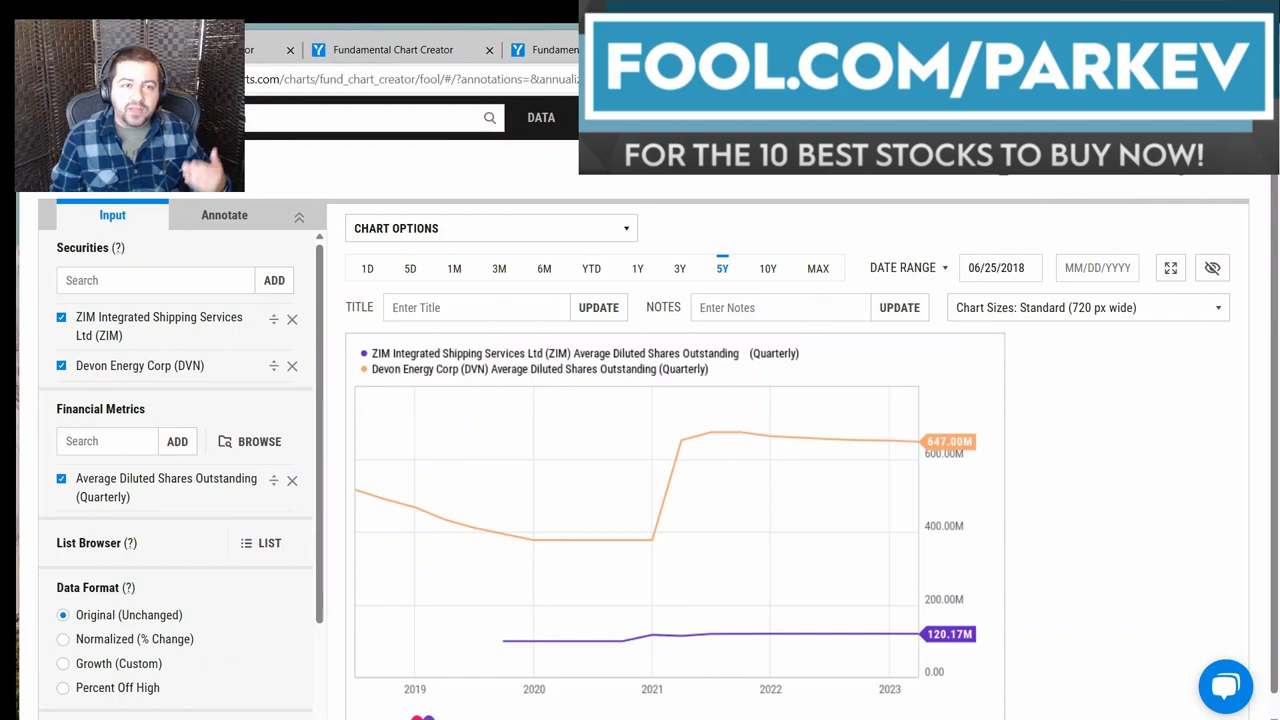 or
Fundamental Chart Creator
Fundamen
FOOL.COM/PARKEV
FOR THE 10 BEST STOCKS TO BUY NOW!
rts.com/charts/fund_chart_creator/fool/#/?annotations=&annualiz
DATA
Input
Annotate
Securities (?)
Search
ADD
ZIM Integrated Shipping Services
Ltd (ZIM)
Devon Energy Corp (DVN)
Financial Metrics
Search
ADD
BROWSE
Average Diluted Shares Outstanding
(Quarterly)
List Browser (?)
LIST
Data Format (?)
Original (Unchanged)
Normalized (% Change)
Growth (Custom)
Percent Off High
CHART OPTIONS
1D 5D 1M 3M 6M YTD 1Y 3Y 5Y 10Y MAX
DATE RANGE
06/25/2018
MM/DD/YYYY
TITLE
Enter Title
UPDATE
NOTES
Enter Notes
UPDATE
Chart Sizes: Standard (720 px wide)
ZIM Integrated Shipping Services Ltd (ZIM) Average Diluted Shares Outstanding (Quarterly)
Devon Energy Corp (DVN) Average Diluted Shares Outstanding (Quarterly)
647.00M
600.00M
400.00M
200.00M
120.17M
0.00
2019 2020 2021 2022 2023